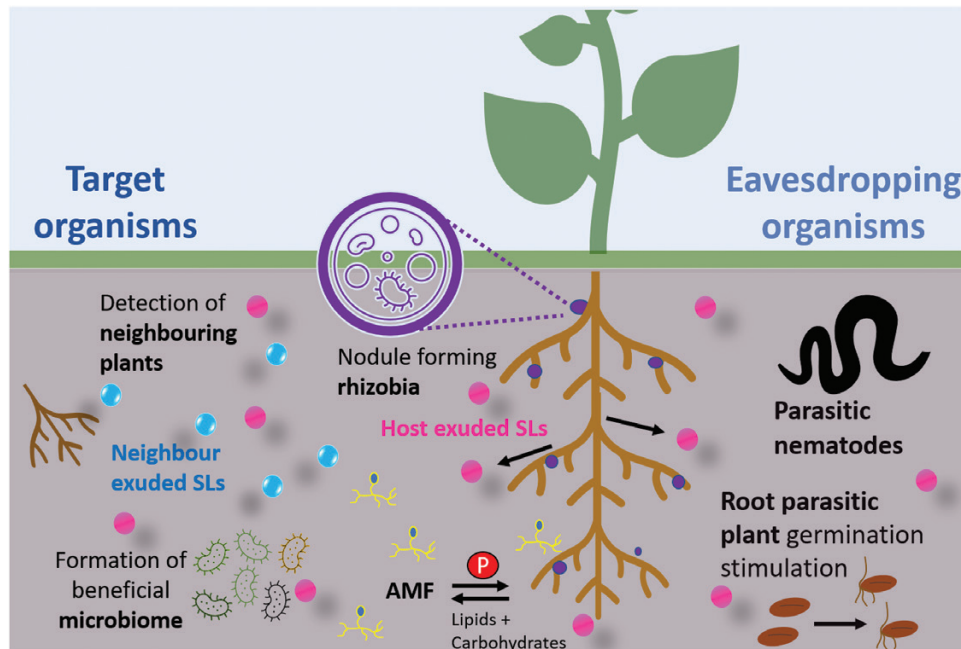 Target
organisms
Eavesdropping
organisms
Detection of
neighbouring
plants
Nodule forming
rhizobia
Parasitic
nematodes
Host exuded SLs
Neighbour
exuded SLs
Root parasitic
plant germination
stimulation
Formation of
beneficial
microbiome
AMF
P
Lipids +
Carbohydrates